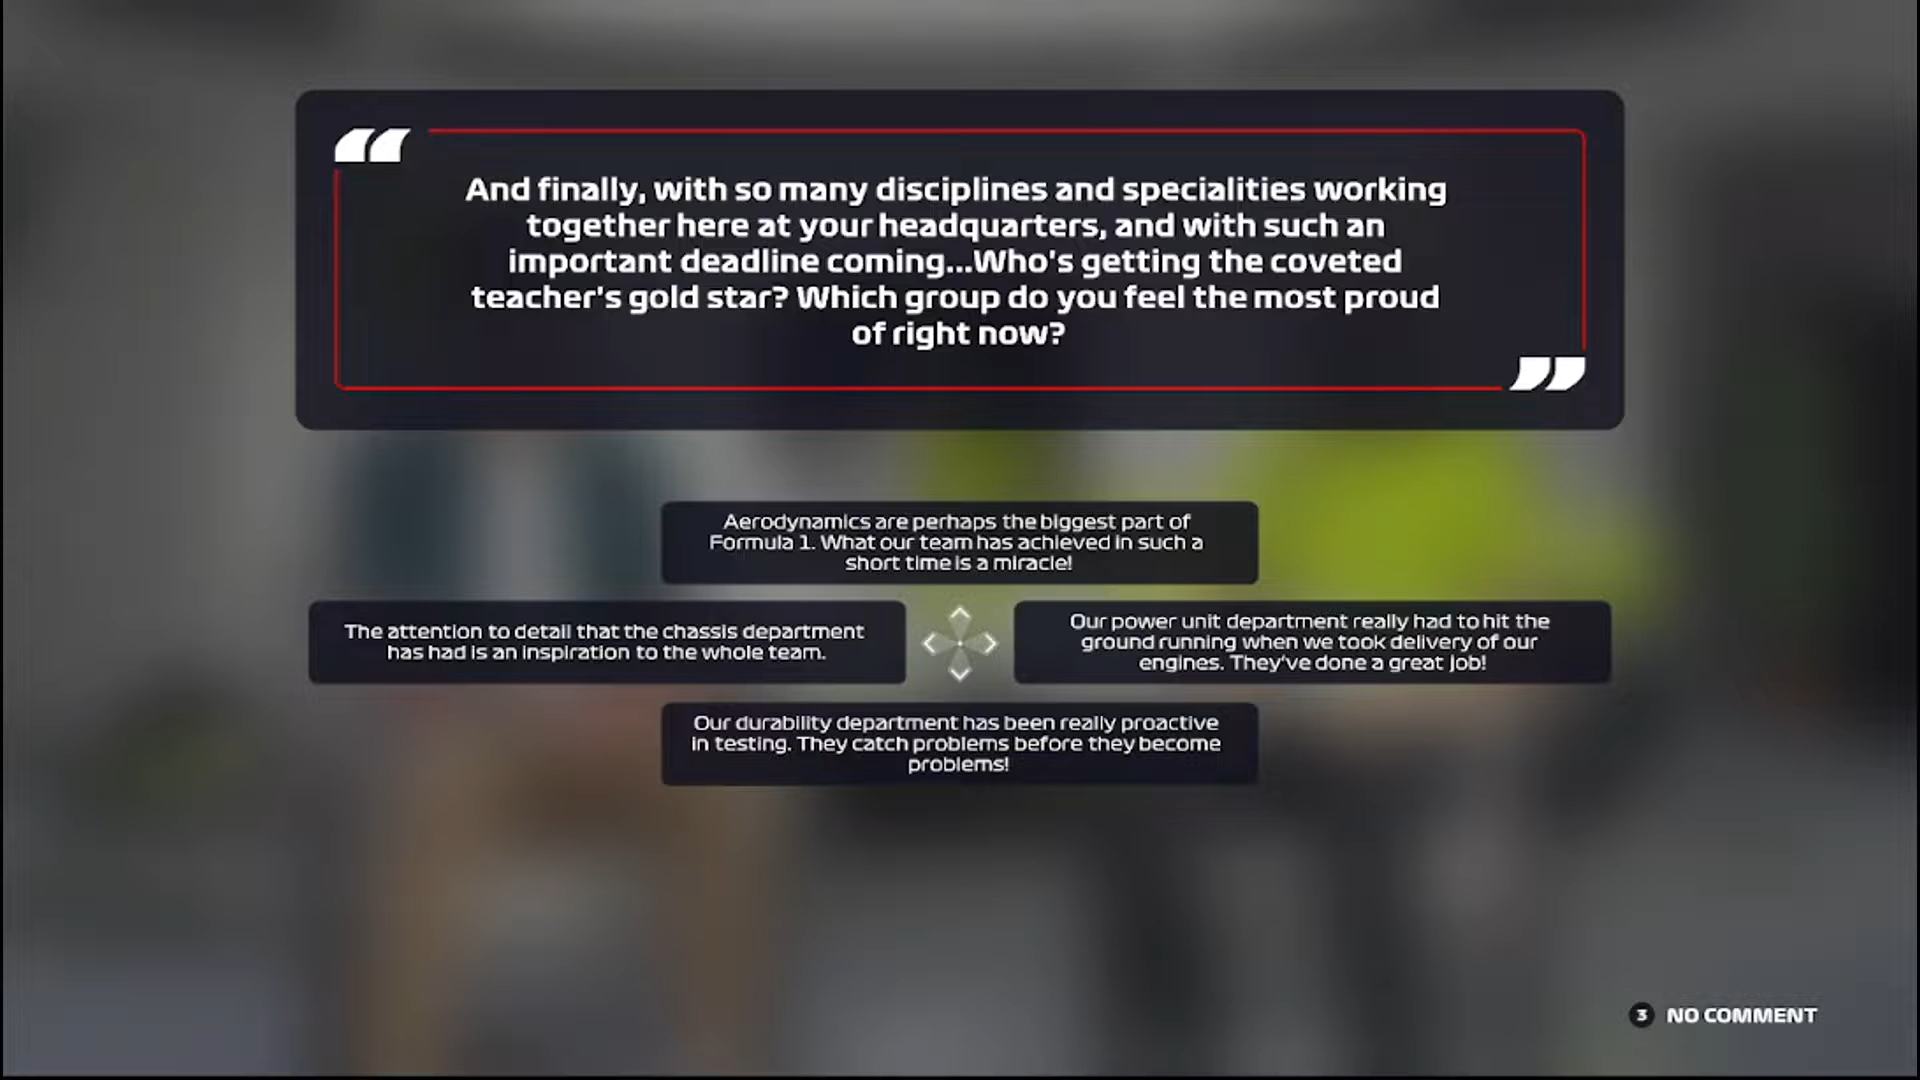 And finally, with so many disciplines and specialities working
together here at your headquarters, and with such an
important deadline coming...Who's getting the coveted
teacher's gold star? Which group do you feel the most proud
of right now?
Aerodynamics are perhaps the biggest part of
Formula 1. What our team has achieved in such a
short time is a miracle!
The attention to detail that the chassis department
has had is an inspiration to the whole team.
Our power unit department really had to hit the
ground running when we took delivery of our
engines. They've done a great job!
Our durability department has been really proactive
in testing. They catch problems before they become
problems!
3 NO COMMENT